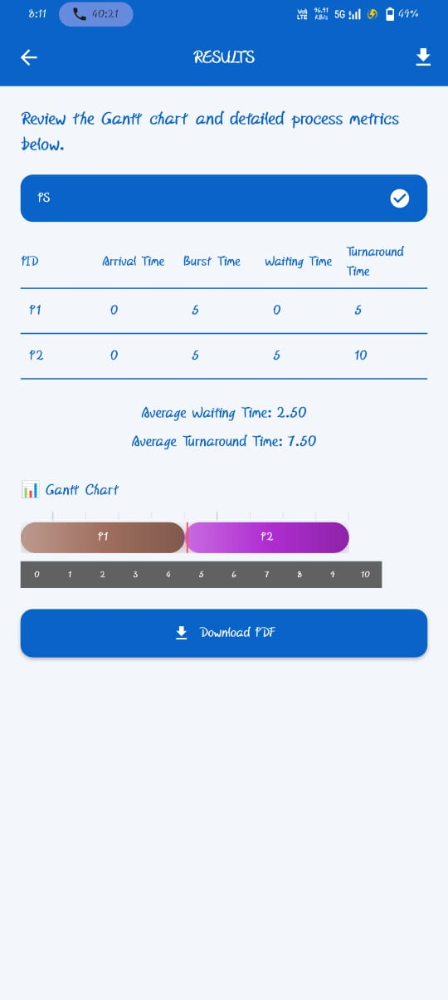 8:11 40:21 Vo) LTE 96.91 KB/s 5G 49%
RESULTS
Review the Gantt chart and detailed process metrics
below.
PS
PID Arrival Time Burst Time Waiting Time Turnaround Time
P1 0 5 0 5
P2 0 5 5 10
Average Waiting Time: 2.50
Average Turnaround Time: 7.50
Gantt Chart
P1 P2
0 1 2 3 4 5 6 7 8 9 10
Download PDF